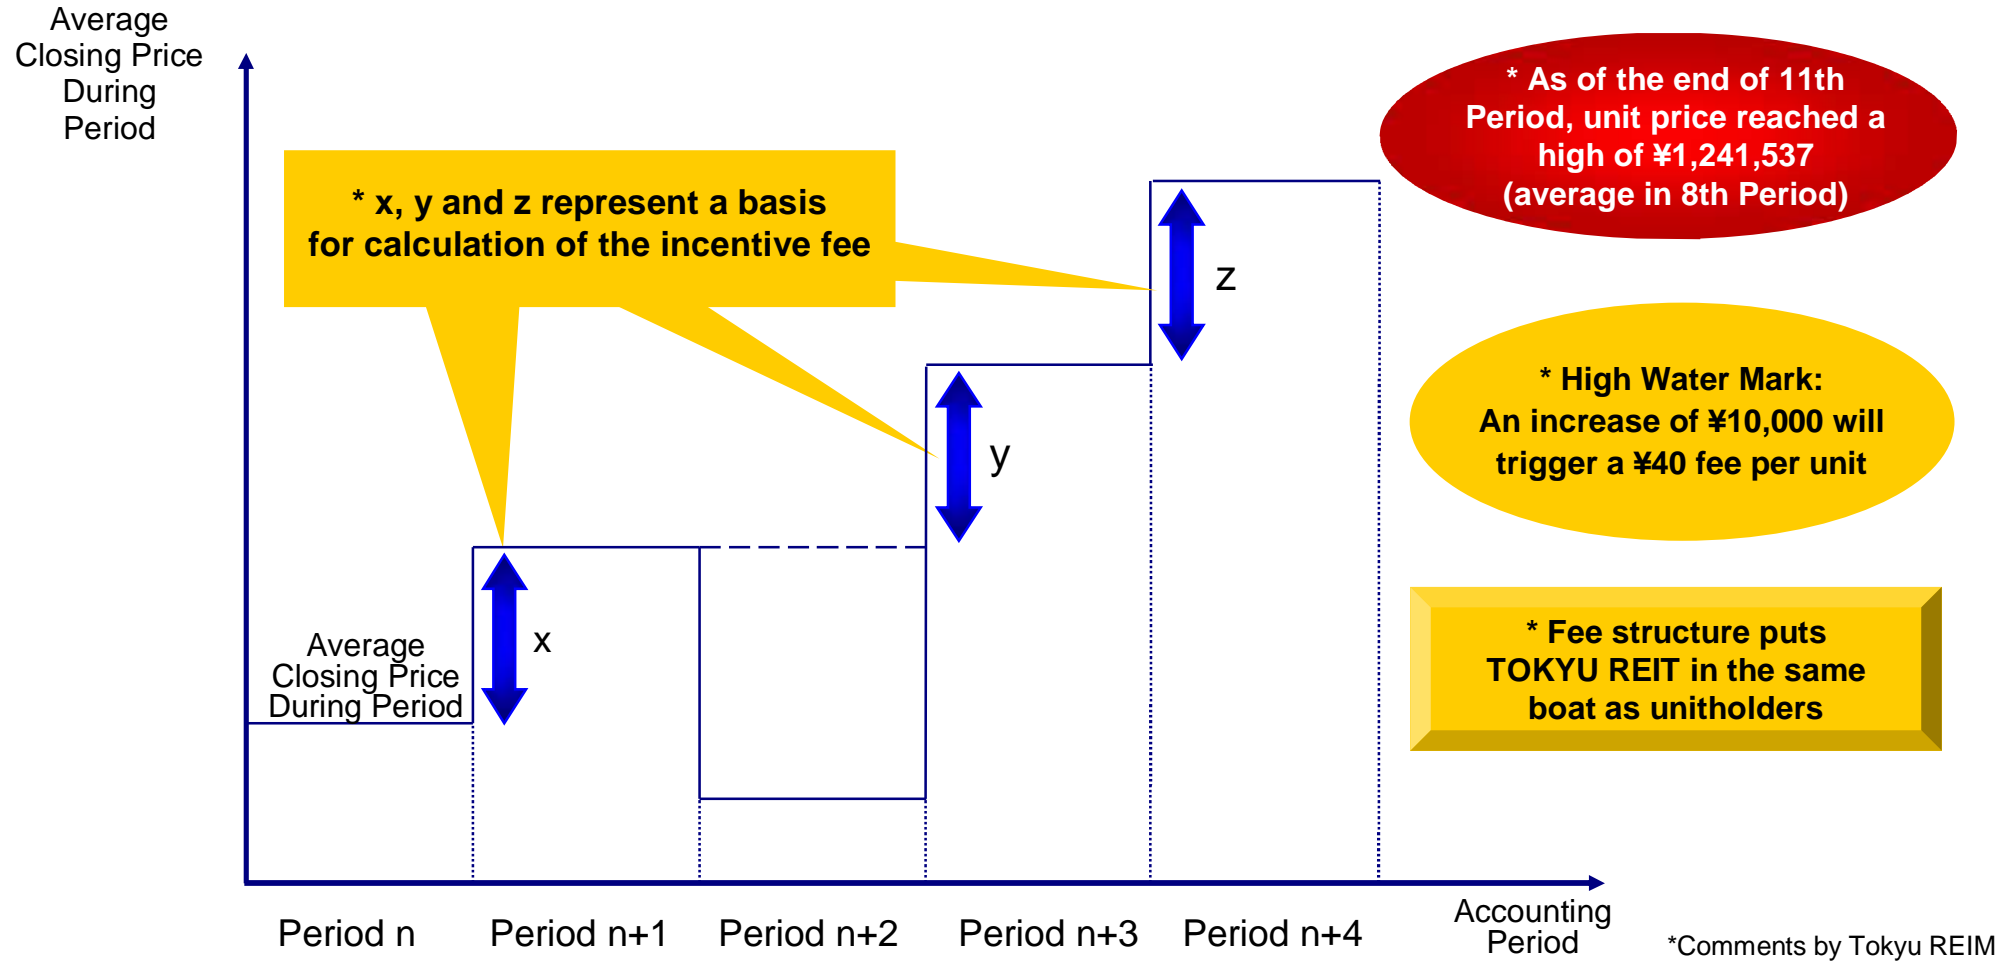 Average
Closing Price
During
Period
* x, y and z represent a basis
for calculation of the incentive fee
* As of the end of 11th
Period, unit price reached a
high of ¥1,241,537
(average in 8th Period)
z
* High Water Mark:
An increase of ¥10,000 will
trigger a ¥40 fee per unit
y
x
Average
Closing Price
During Period
* Fee structure puts
TOKYU REIT in the same
boat as unitholders
Period n
Period n+1
Period n+2
Period n+3
Period n+4
Accounting
Period
*Comments by Tokyu REIM